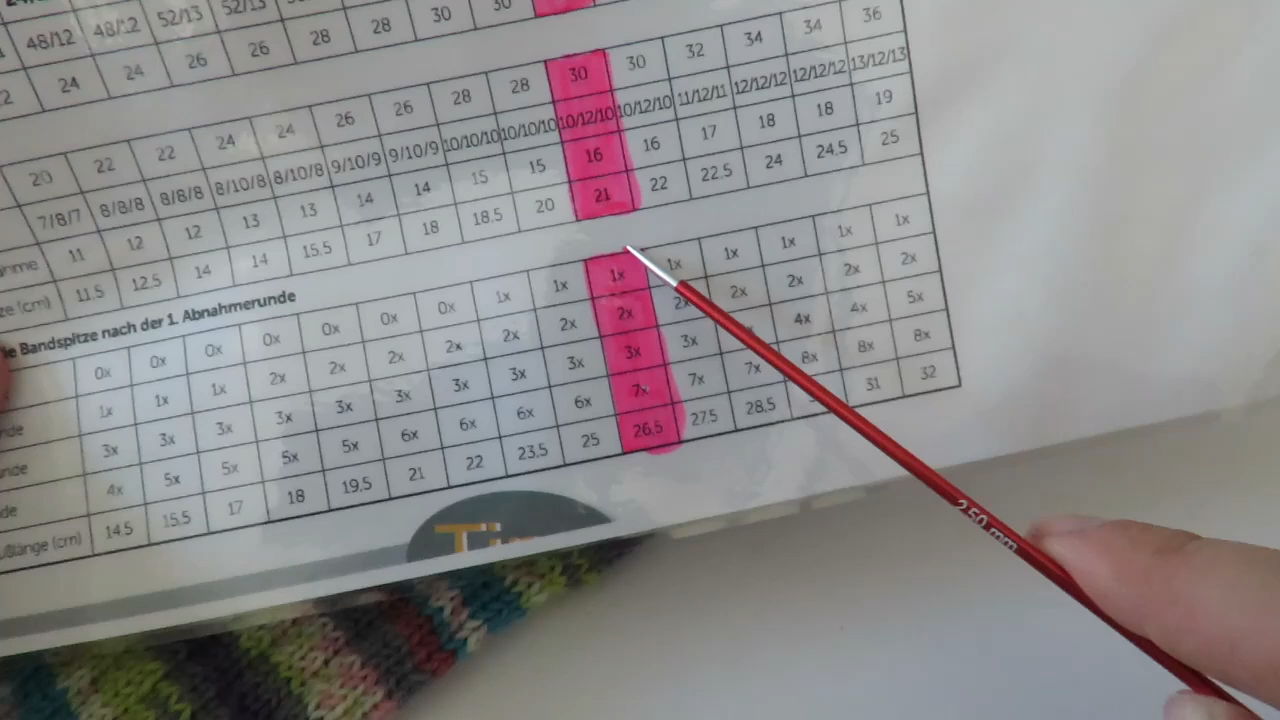 48/12 48/12 52/13 52/13
24 24 26 26 28 28 30 30
20 22 22 24 24 26 26 28 28 30 30 32 34 34 36
7/8/7 8/8/8 8/8/8 8/10/8 8/10/8 9/10/9 9/10/9 10/10/10 10/10/10 10/12/10 10/12/10 11/12/11 12/12/12 12/12/12 13/12/13
11 12 12 13 13 14 14 15 15 16 16 17 18 18 19
(cm) 11.5 12.5 14 14 15.5 17 18 18.5 20 21 22 22.5 24 24.5 25
Bandspitze nach der 1. Abnahmerunde
0x 0x 0x 0x 0x 0x 0x 1x 1x 1x 1x 1x 1x 1x 1x
1x 1x 1x 2x 2x 2x 2x 2x 2x 2x 2x 2x 2x 2x 2x
3x 3x 3x 3x 3x 3x 3x 3x 3x 3x 3x 4x 4x 5x
4x 5x 5x 5x 5x 6x 6x 6x 6x 7x 7x 7x 8x 8x 8x
(cm) 14.5 15.5 17 18 19.5 21 22 23.5 25 26.5 27.5 28.5 31 32
2.50 mm